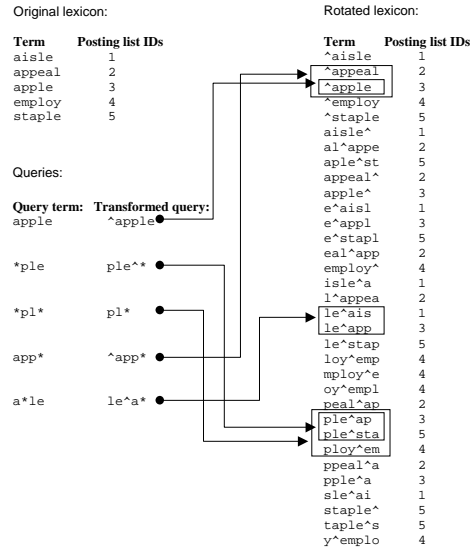 Original lexicon:
Term Posting list IDs
aisle 1
appeal 2
apple 3
employ 4
staple 5
Queries:
Query term: Transformed query:
apple ^apple
*ple ple^*
*pl* pl*
app* ^app*
a*le le^a*
Rotated lexicon:
Term Posting list IDs
^aisle 1
^appeal 2
^apple 3
^employ 4
^staple 5
aisle^ 1
al^appe 2
aple^st 5
appeal^ 2
apple^ 3
e^aisl 1
e^appl 3
e^stapl 5
eal^app 2
employ^ 4
isle^a 1
l^appea 2
le^ais 1
le^app 3
le^stap 5
loy^emp 4
mploy^e 4
oy^empl 4
peal^ap 2
ple^ap 3
ple^sta 5
ploy^em 4
ppeal^a 2
pple^a 3
sle^ai 1
staple^ 5
taple^s 5
y^emplo 4